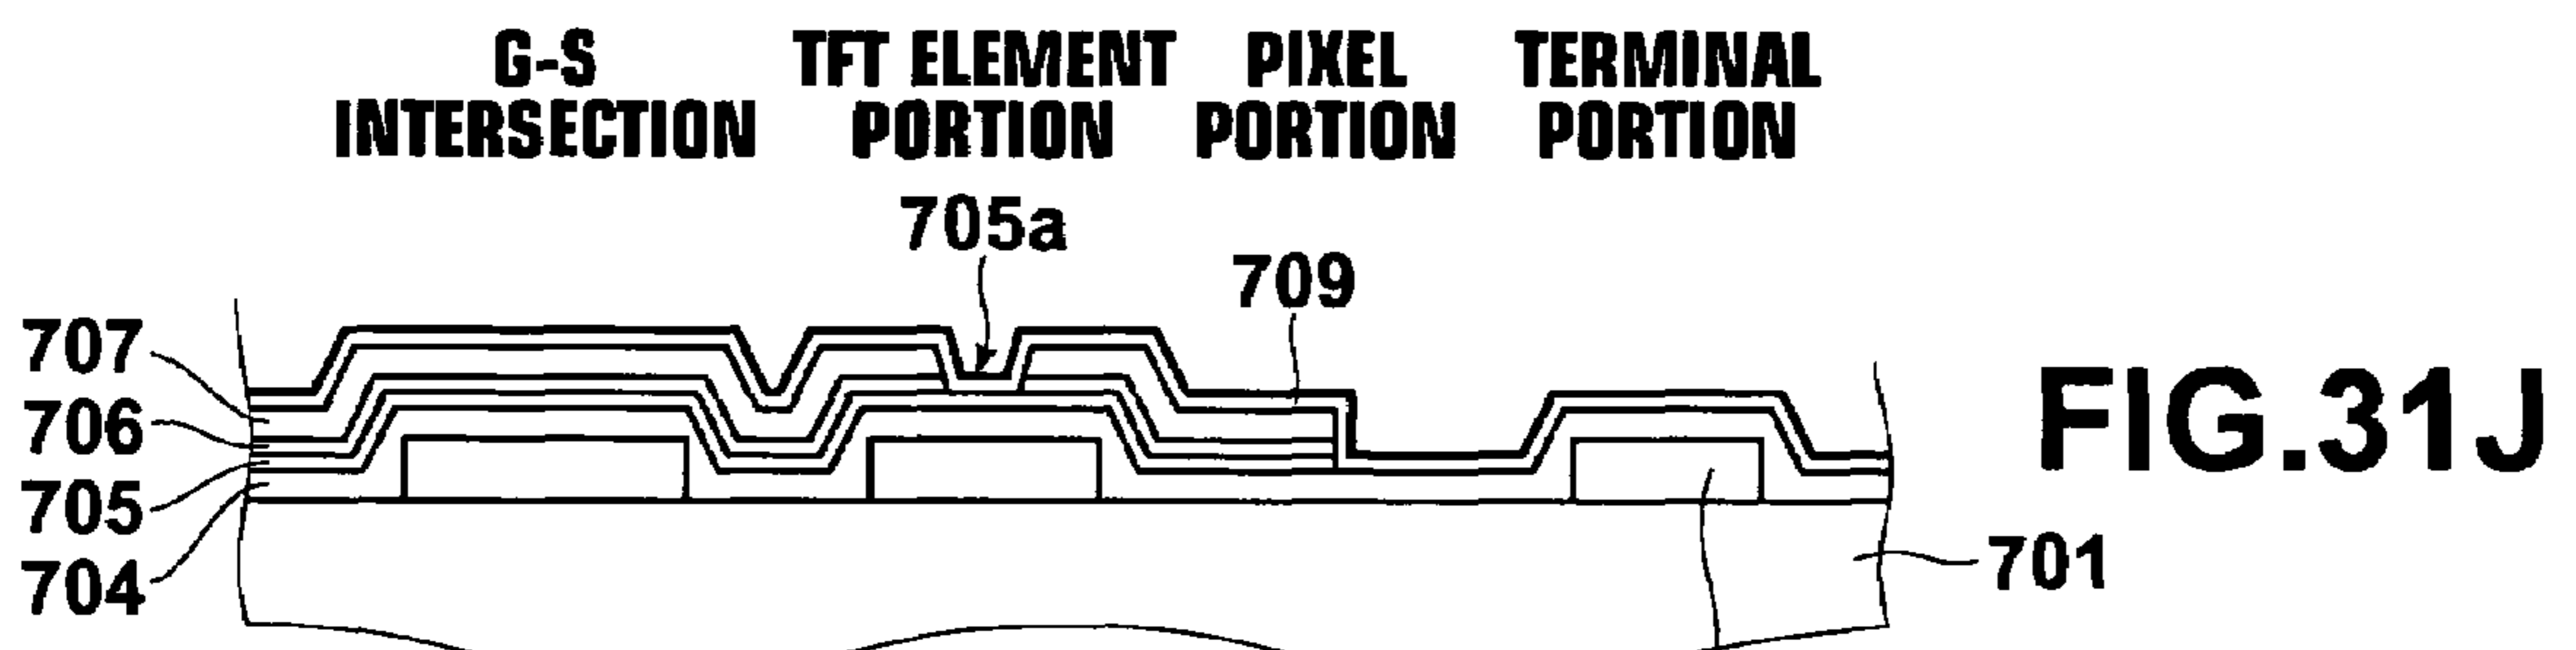 G-S INTERSECTION
TFT ELEMENT PORTION
PIXEL PORTION
TERMINAL PORTION
705a
709
707
706
705
704
701
FIG.31J